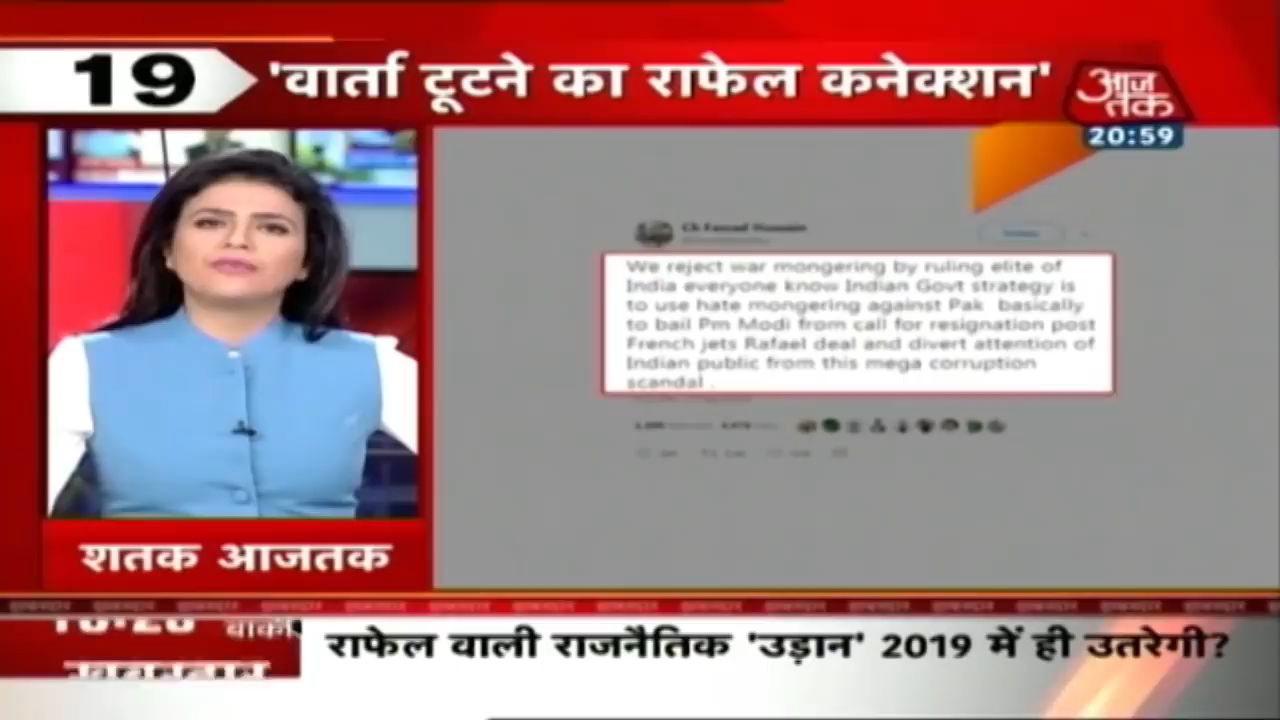 19
'वार्ता टूटने का राफेल कनेक्शन'
आज
तक
20:59
Ch Fawad Hussain
We reject war mongering by ruling elite of
India everyone know Indian Govt strategy is
to use hate mongering against Pak basically
to bail Pm Modi from call for resignation post
French jets Rafael deal and divert attention of
Indian public from this mega corruption
scandal .
शतक आजतक
राफेल वाली राजनैतिक 'उड़ान' 2019 में ही उतरेगी?